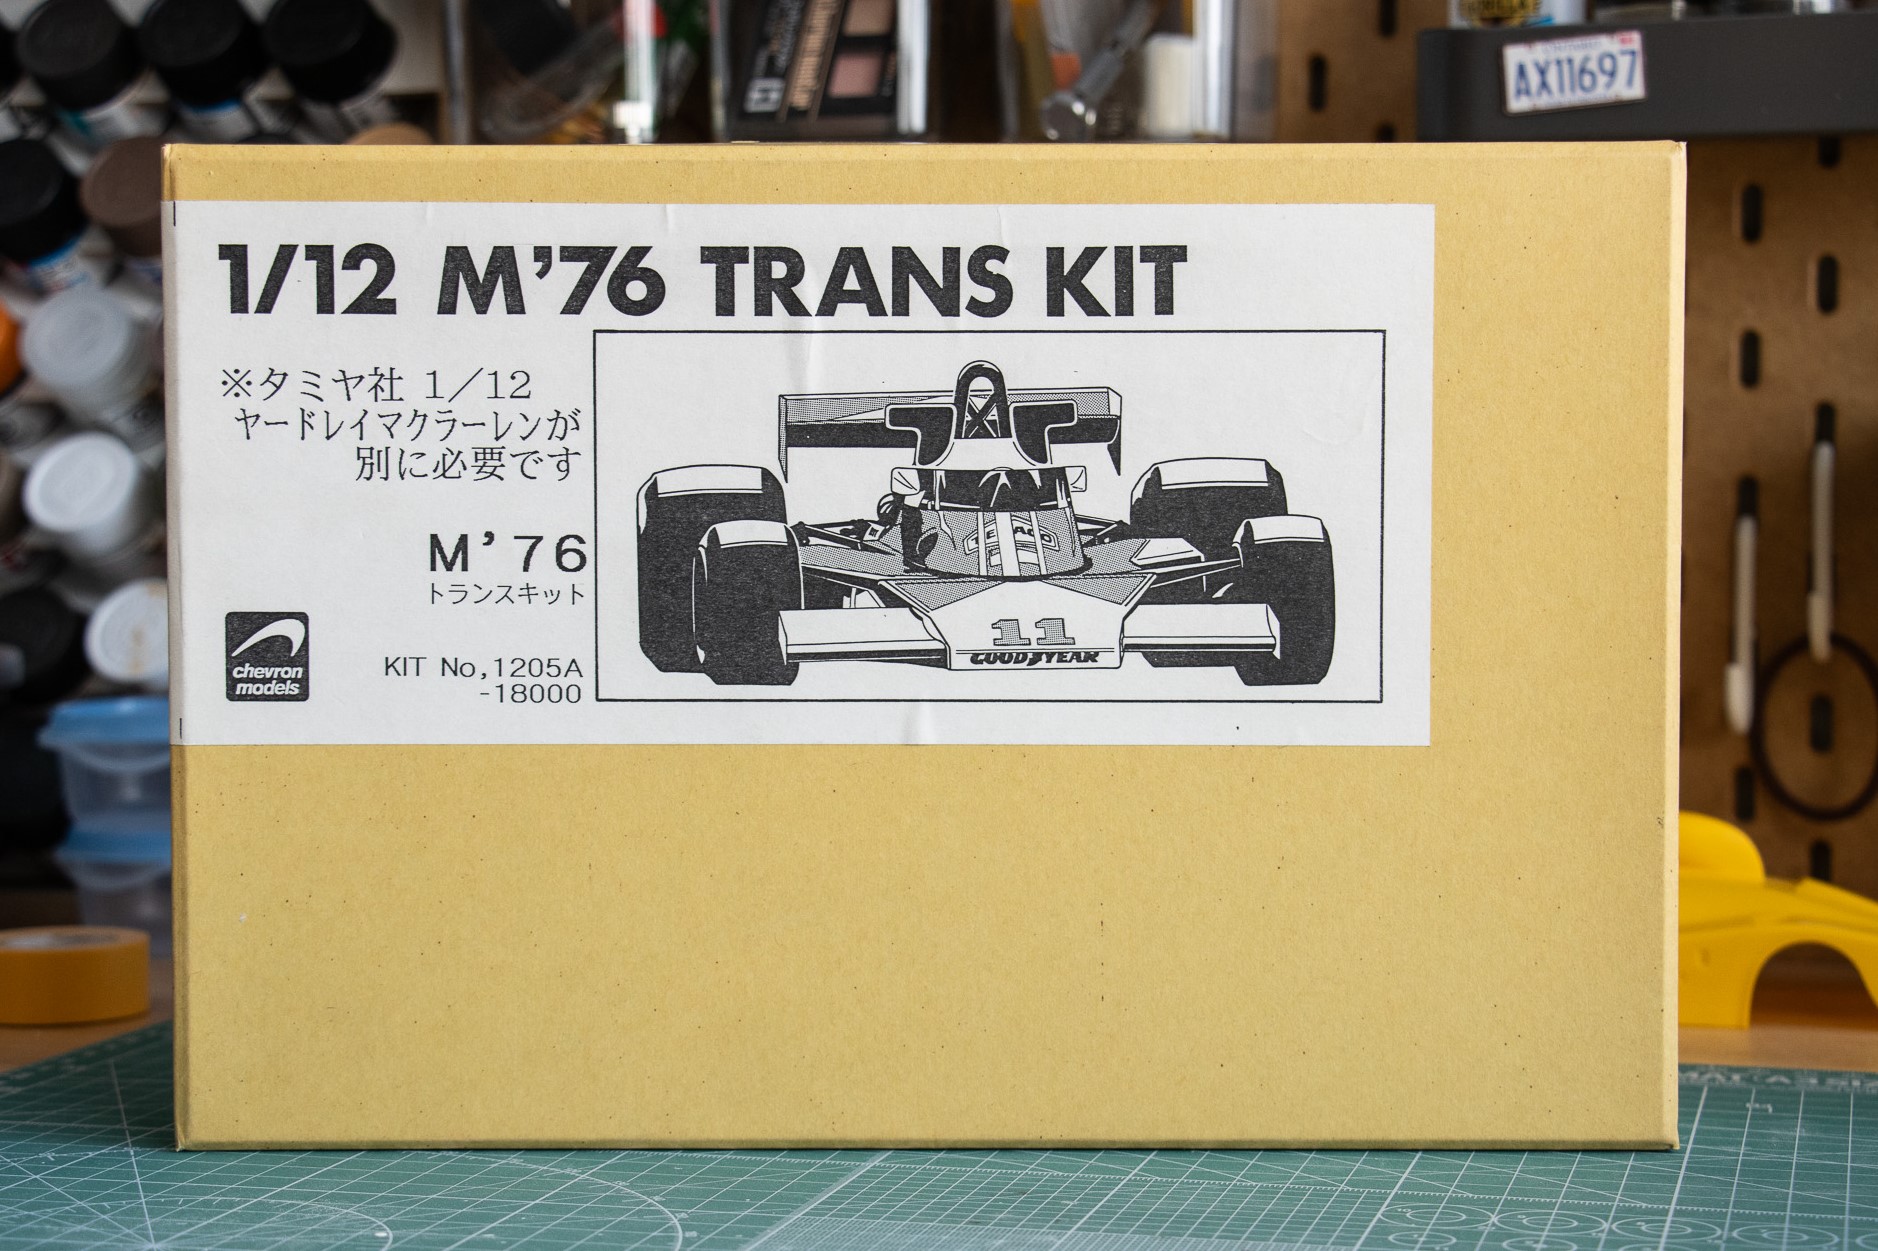 AX11697
1/12 M’76 TRANS KIT
※タミヤ社 1／12
ヤードレイマクラーレンが
別に必要です
M’76
トランスキット
KIT No,1205A
-18000
chevron
models
11
GOODYEAR